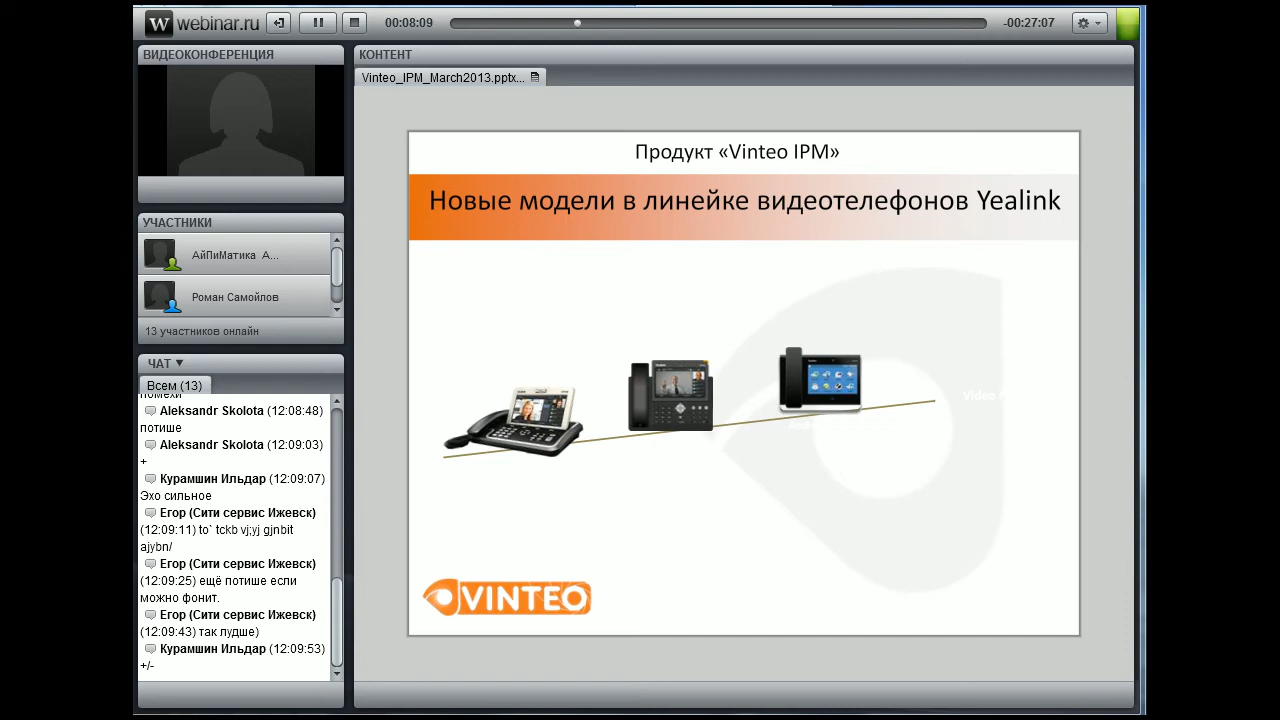 W webinar.ru
00:08:09
-00:27:07
ВИДЕОКОНФЕРЕНЦИЯ
УЧАСТНИКИ
АйПиМатика А...
Роман Самойлов
13 участников онлайн
ЧАТ
Всем (13)
помехи
Aleksandr Skolota (12:08:48)
потише
Aleksandr Skolota (12:09:03)
+
Курамшин Ильдар (12:09:07)
Эхо сильное
Егор (Сити сервис Ижевск)
(12:09:11) to` tckb vj;yj gjnbit
ajybn/
Егор (Сити сервис Ижевск)
(12:09:25) ещё потише если
можно фонит.
Егор (Сити сервис Ижевск)
(12:09:43) так лудше)
Курамшин Ильдар (12:09:53)
+/-
КОНТЕНТ
Vinteo_IPM_March2013.pptx...
Продукт «Vinteo IPM»
Новые модели в линейке видеотелефонов Yealink
Video
VINTEO